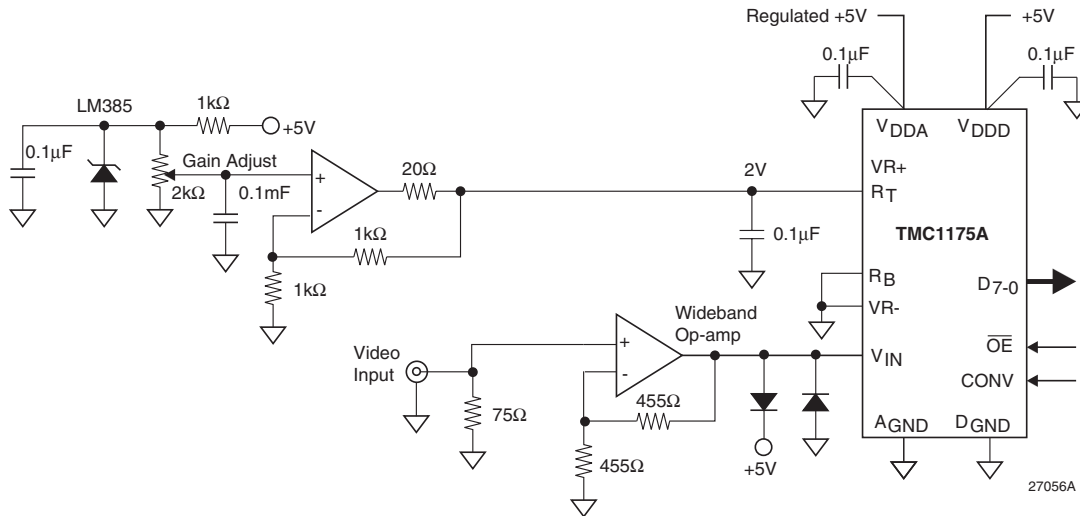 Regulated +5V
+5V
0.1μF
0.1μF
LM385
1kΩ
+5V
VDDA
VDDD
0.1μF
Gain Adjust
2kΩ
0.1mF
+
-
20Ω
2V
VR+
RT
1kΩ
0.1μF
TMC1175A
1kΩ
RB
D7-0
VR-
Wideband
Op-amp
Video
Input
+
-
VIN
OE
CONV
75Ω
455Ω
455Ω
+5V
AGND
DGND
27056A